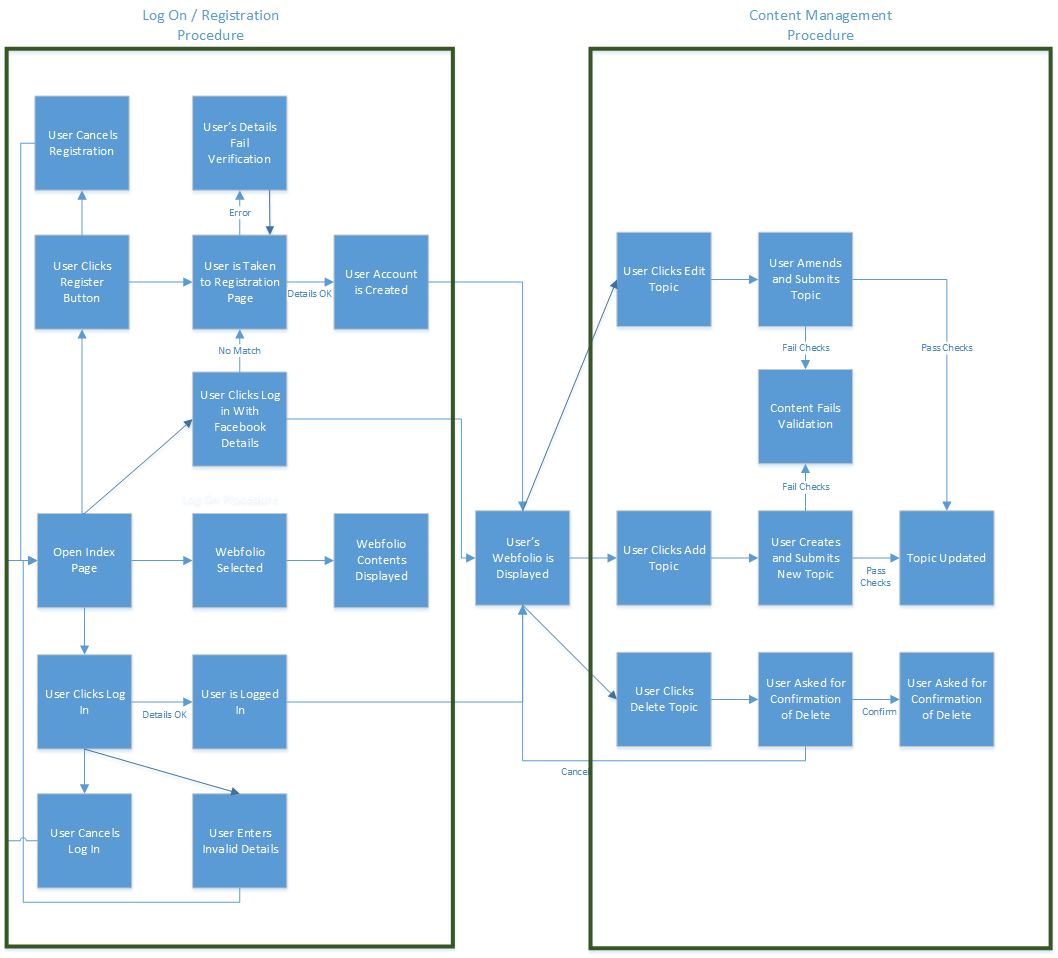 Log On / Registration
Procedure
Content Management
Procedure
User Cancels
Registration
User's Details
Fail
Verification
Error
User Clicks
Register
Button
User is Taken
to Registration
Page
Details OK
User Account
is Created
No Match
User Clicks Log
in With
Facebook
Details
Log On Procedure
Open Index
Page
Webfolio
Selected
Webfolio
Contents
Displayed
User Clicks Log
In
Details OK
User is Logged
In
User Cancels
Log In
User Enters
Invalid Details
User's
Webfolio is
Displayed
User Clicks Edit
Topic
User Amends
and Submits
Topic
Fail Checks
Pass Checks
Content Fails
Validation
Fail Checks
User Clicks Add
Topic
User Creates
and Submits
New Topic
Pass
Checks
Topic Updated
User Clicks
Delete Topic
User Asked for
Confirmation
of Delete
Confirm
User Asked for
Confirmation
of Delete
Cancel